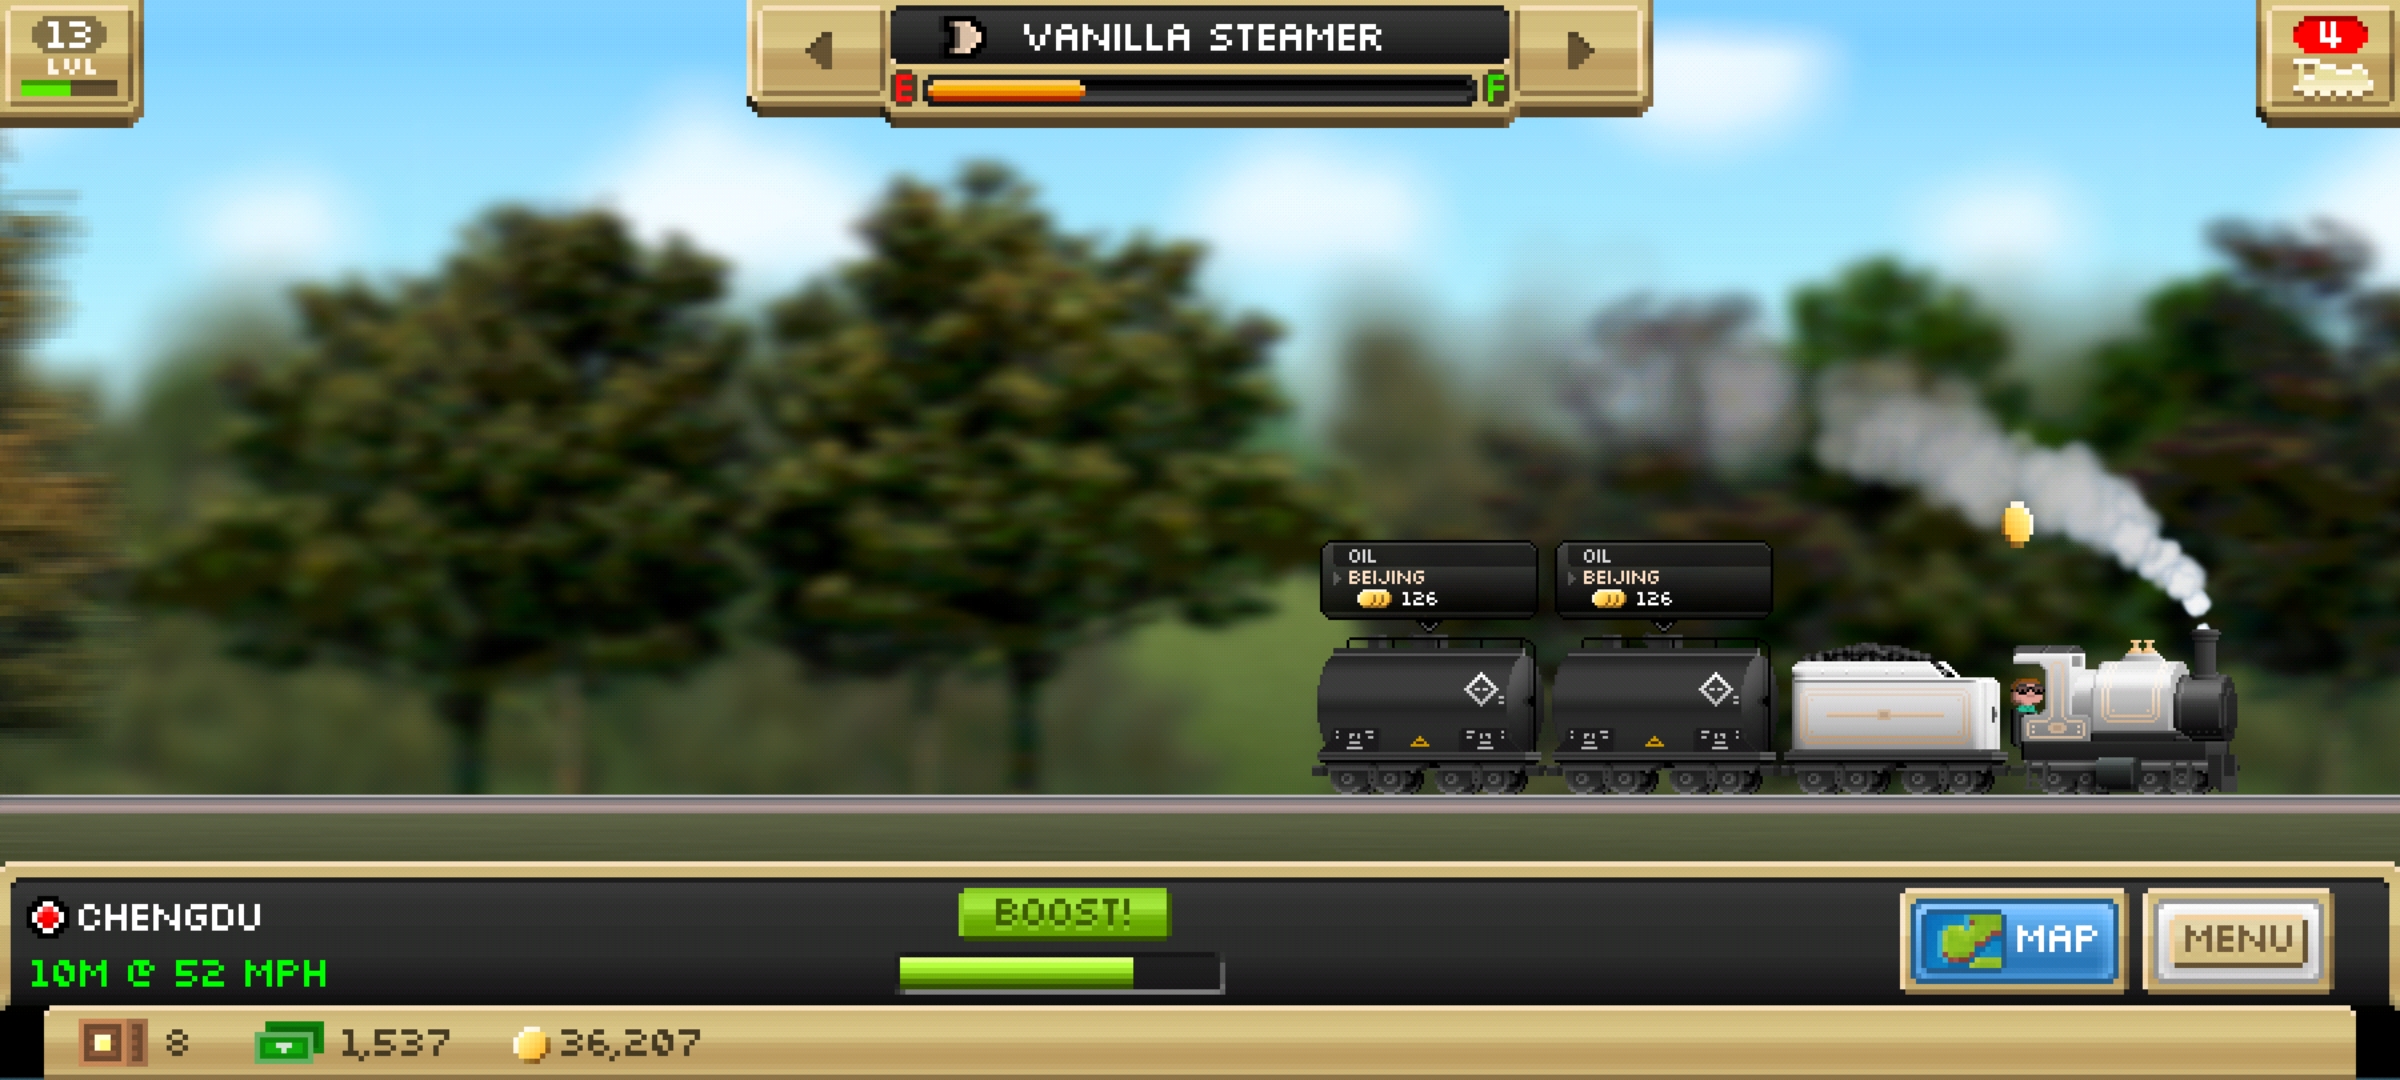 13
LVL
VANILLA STEAMER
E F
4
OIL
BEIJING
126
OIL
BEIJING
126
CHENGDU
10M @ 52 MPH
BOOST!
MAP
MENU
8
1,537
36,207